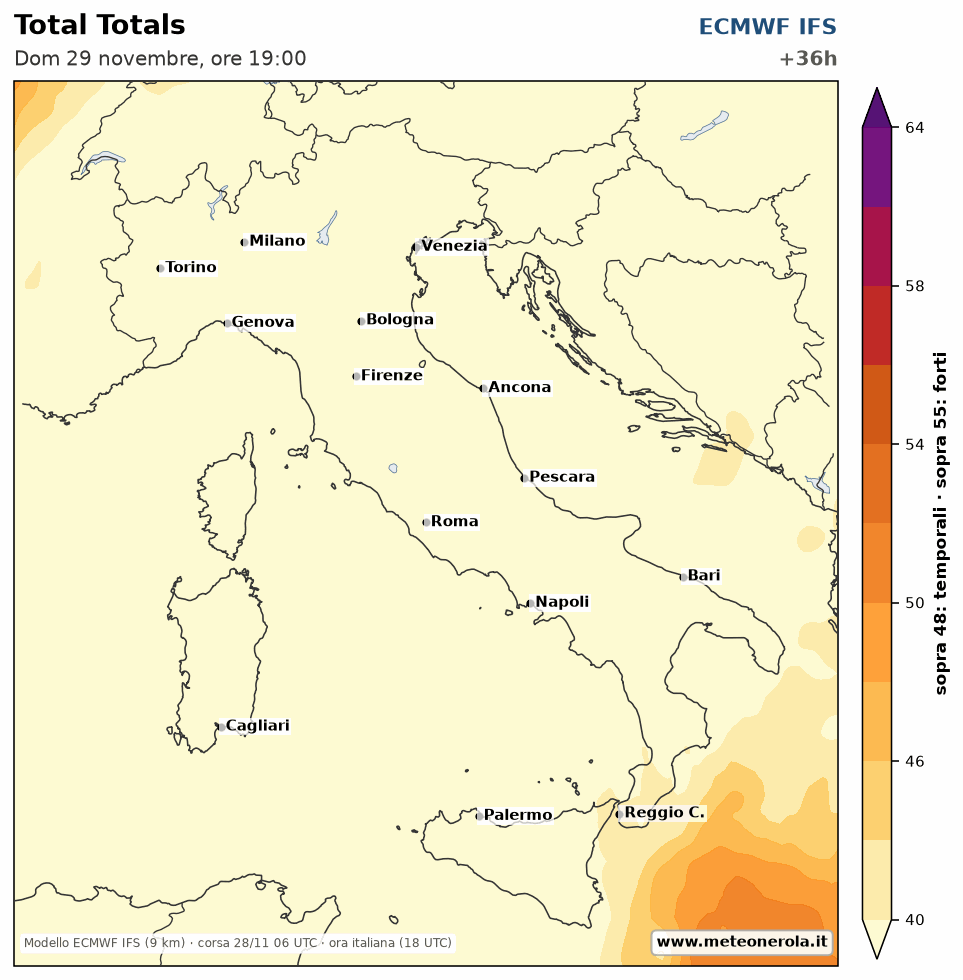 Total Totals
ECMWF IFS
Dom 29 novembre, ore 19:00
+36h
Milano
Venezia
Torino
Genova
Bologna
Firenze
Ancona
Pescara
Roma
Bari
Napoli
Cagliari
Palermo
Reggio C.
Modello ECMWF IFS (9 km) · corsa 28/11 06 UTC · ora italiana (18 UTC)
www.meteonerola.it
64
58
54
50
46
40
sopra 48: temporali · sopra 55: forti